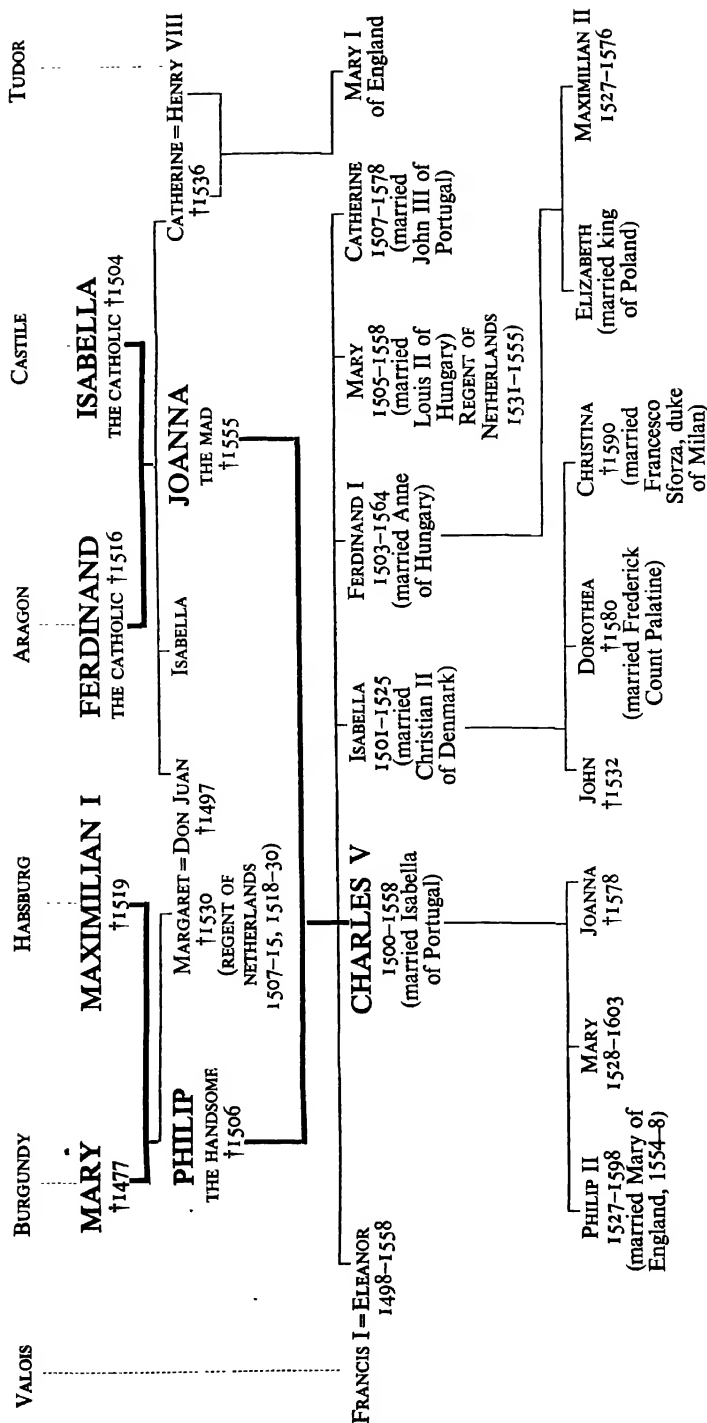 VALOIS BURGUNDY HABSBURG ARAGON CASTILE TUDOR
MARY
†1477
MAXIMILIAN I
†1519
FERDINAND
THE CATHOLIC †1516
ISABELLA
THE CATHOLIC †1504
PHILIP
THE HANDSOME
†1506
MARGARET = DON JUAN
†1530 †1497
(REGENT OF
NETHERLANDS
1507–15, 1518–30)
ISABELLA
JOANNA
THE MAD
†1555
CATHERINE = HENRY VIII
†1536
FRANCIS I = ELEANOR
1498–1558
CHARLES V
1500–1558
(married Isabella
of Portugal)
ISABELLA
1501–1525
(married
Christian II
of Denmark)
FERDINAND I
1503–1564
(married Anne
of Hungary)
MARY
1505–1558
(married
Louis II of
Hungary)
REGENT OF
NETHERLANDS
1531–1555)
CATHERINE
1507–1578
(married
John III of
Portugal)
MARY I
of England
PHILIP II
1527–1598
(married Mary of
England, 1554–8)
MARY
1528–1603
JOANNA
†1578
JOHN
†1532
DOROTHEA
†1580
(married Frederick
Count Palatine)
CHRISTINA
†1590
(married
Francesco
Sforza, duke
of Milan)
ELIZABETH
(married king
of Poland)
MAXIMILIAN II
1527–1576